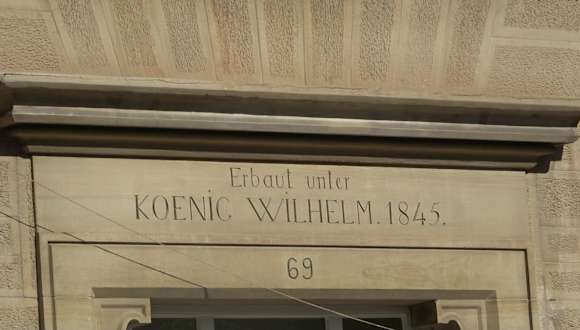 Erbaut unter
KOENIG WILHELM. 1845.
69